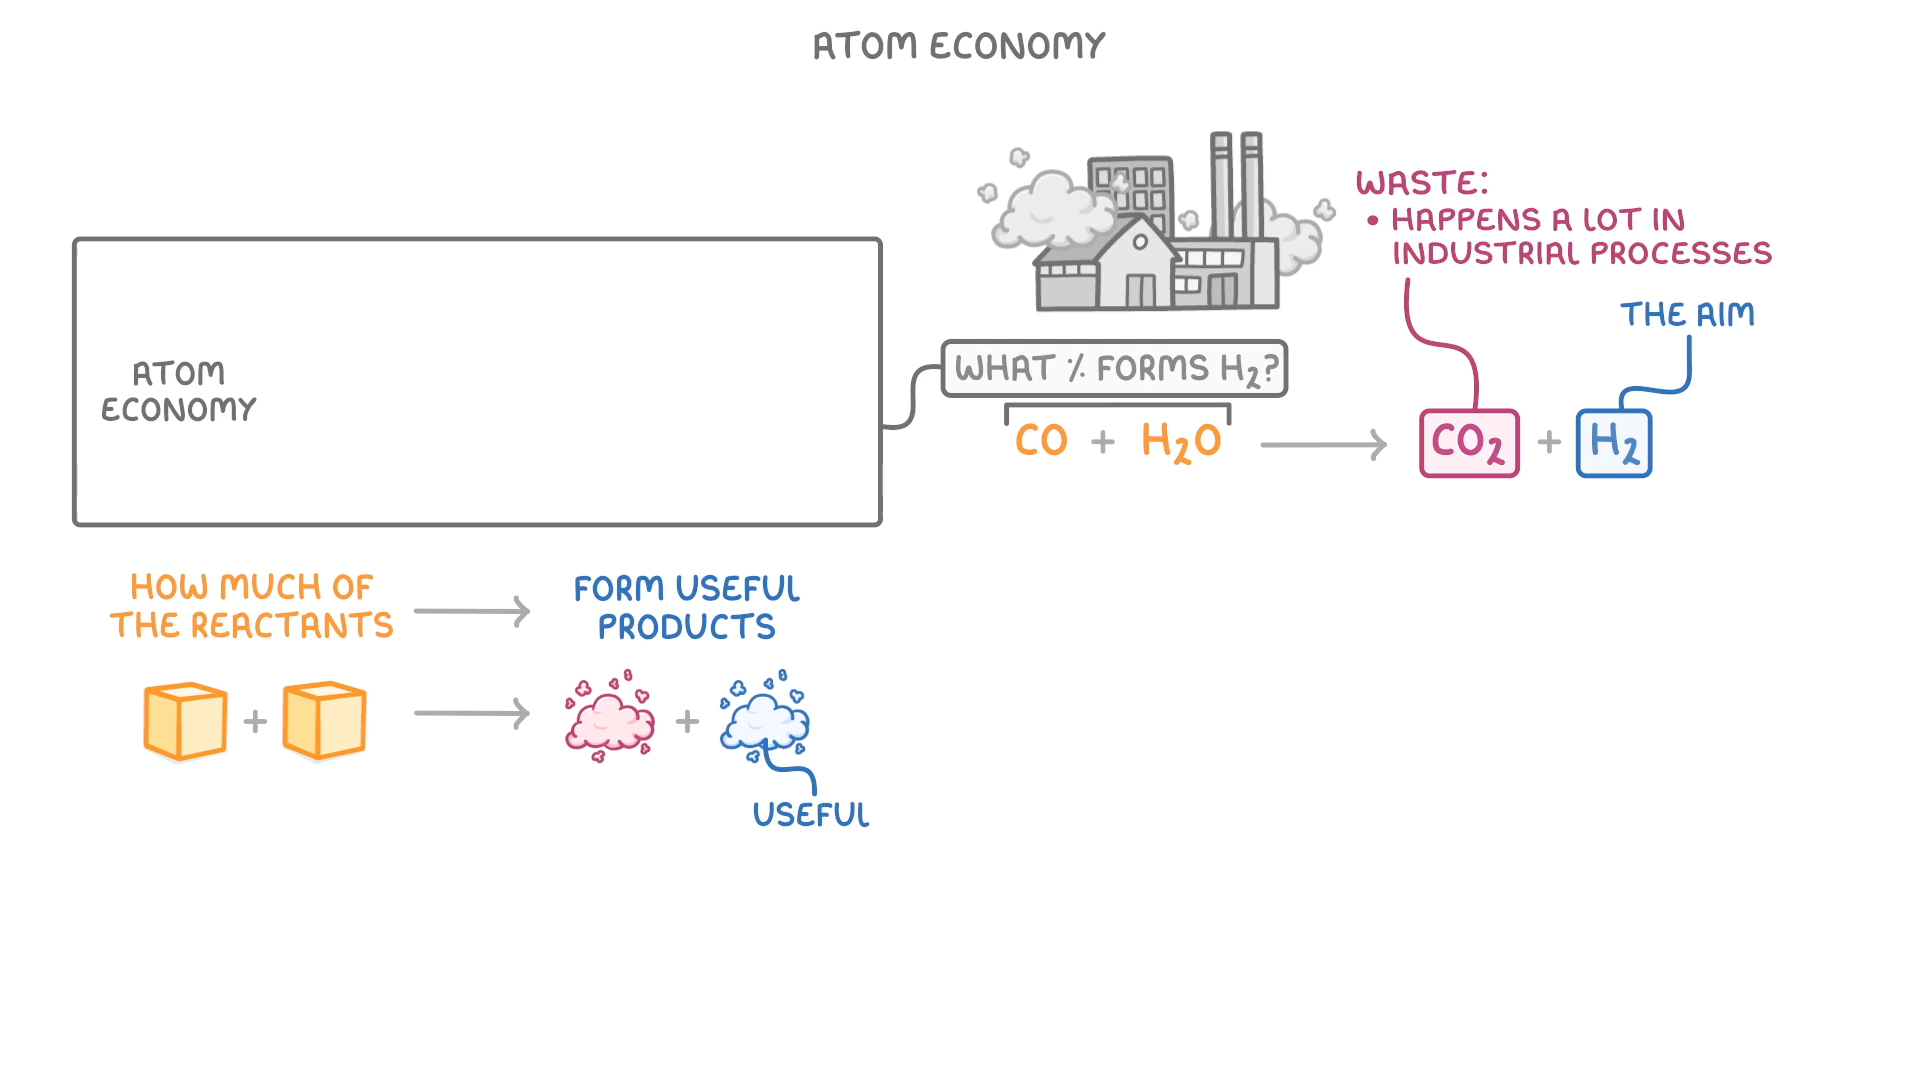 ATOM ECONOMY
WASTE:
• HAPPENS A LOT IN
INDUSTRIAL PROCESSES
THE AIM
WHAT % FORMS H₂?
CO + H₂O → CO₂ + H₂
ATOM
ECONOMY
HOW MUCH OF
THE REACTANTS
→
FORM USEFUL
PRODUCTS
+ → +
USEFUL